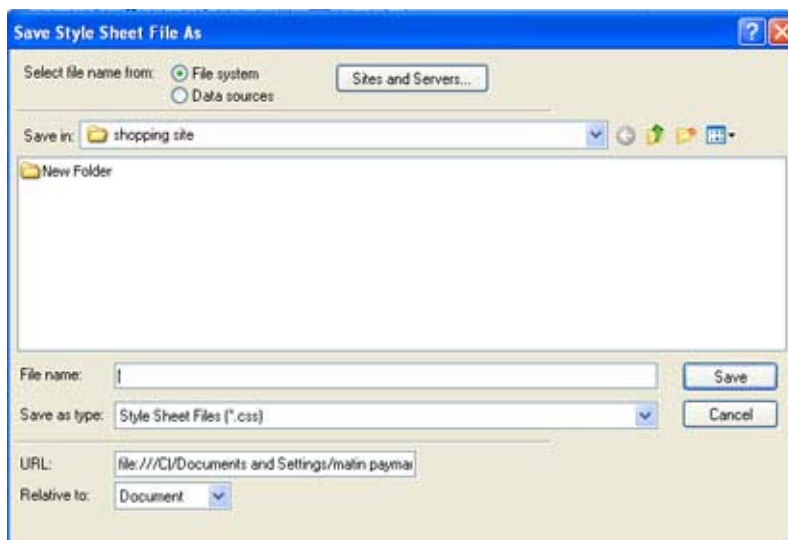 Save Style Sheet File As
Select file name from: File system
Data sources
Sites and Servers...
Save in: shopping site
New Folder
File name:
Save
Save as type: Style Sheet Files (*.css)
Cancel
URL: file:///C|/Documents and Settings/matin paymai
Relative to: Document